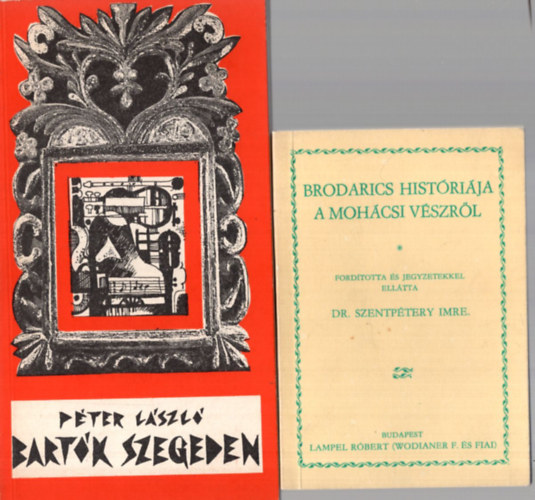 PÉTER LÁSZLÓ
BARTÓK SZEGEDEN
BRODARICS HISTÓRIÁJA
A MOHÁCSI VÉSZRŐL
*
FORDÍTOTTA ÉS JEGYZETEKKEL
ELLÁTTA
DR. SZENTPÉTERY IMRE.
BUDAPEST
LAMPEL RÓBERT (WODIANER F. ÉS FIAI)